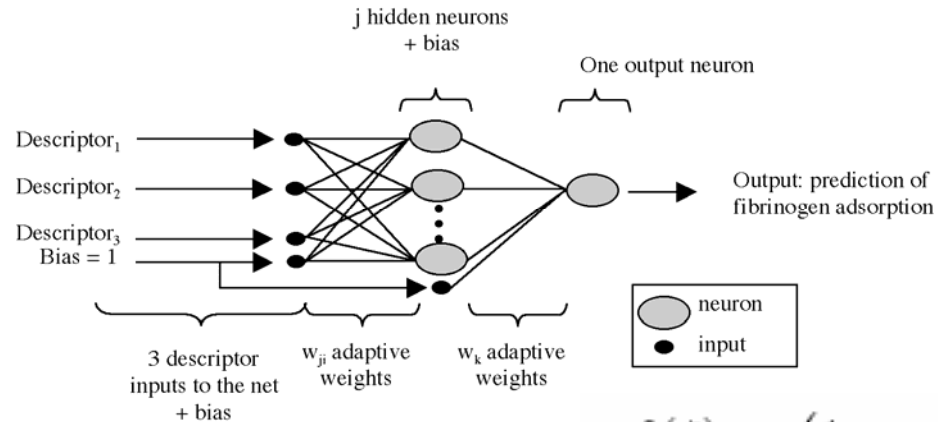 j hidden neurons
+ bias
One output neuron
Descriptor₁
Descriptor₂
Descriptor₃
Bias = 1
Output: prediction of
fibrinogen adsorption
neuron
input
3 descriptor
inputs to the net
+ bias
wⱼᵢ adaptive
weights
wₖ adaptive
weights